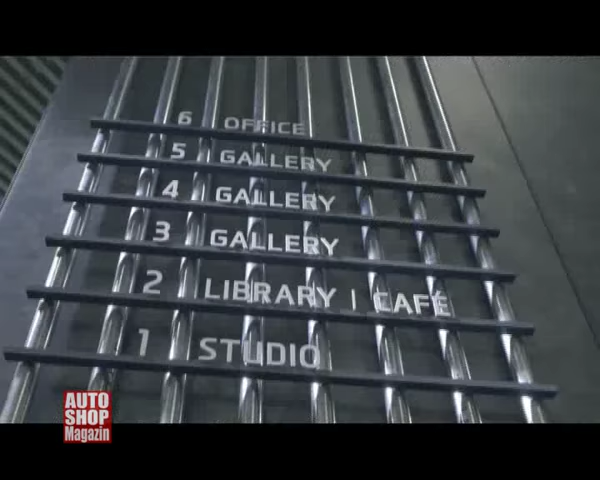 6 OFFICE
5 GALLERY
4 GALLERY
3 GALLERY
2 LIBRARY | CAFÉ
1 STUDIO
AUTO
SHOP
Magazin